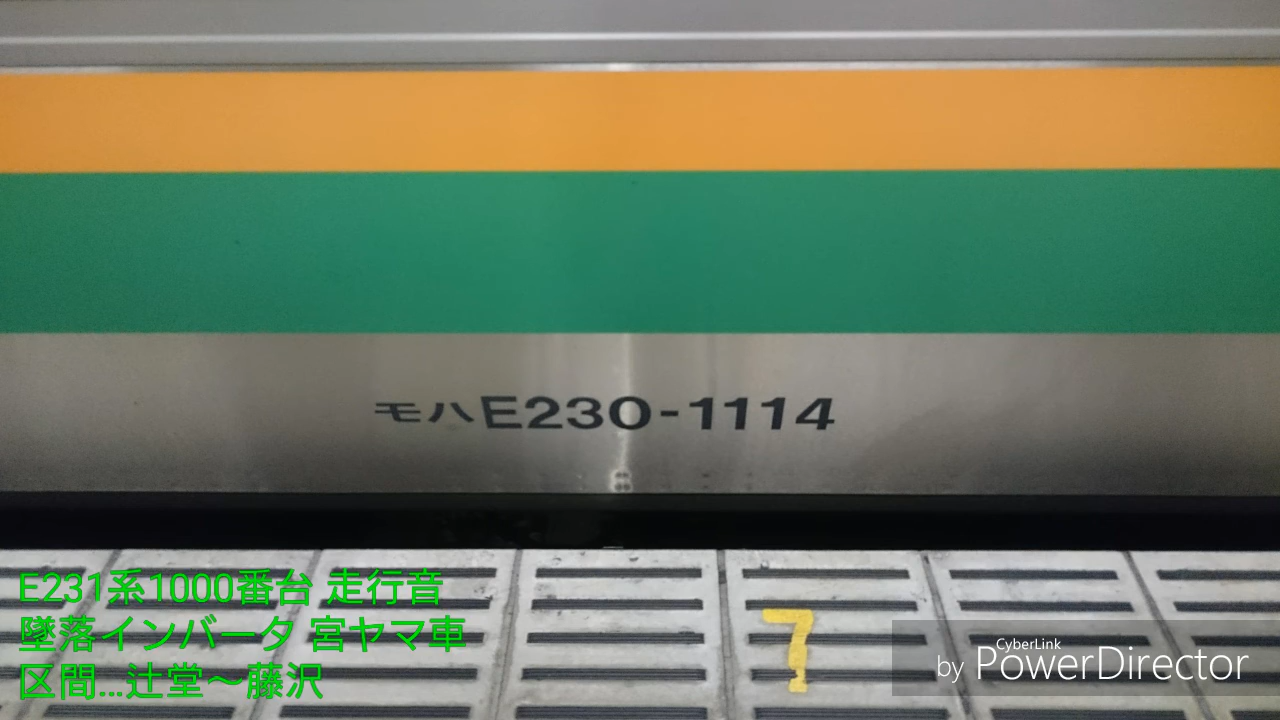 モハE230-1114
E231系1000番台 走行音
墜落インバータ 宮ヤマ車
区間...辻堂～藤沢
7
CyberLink
by PowerDirector